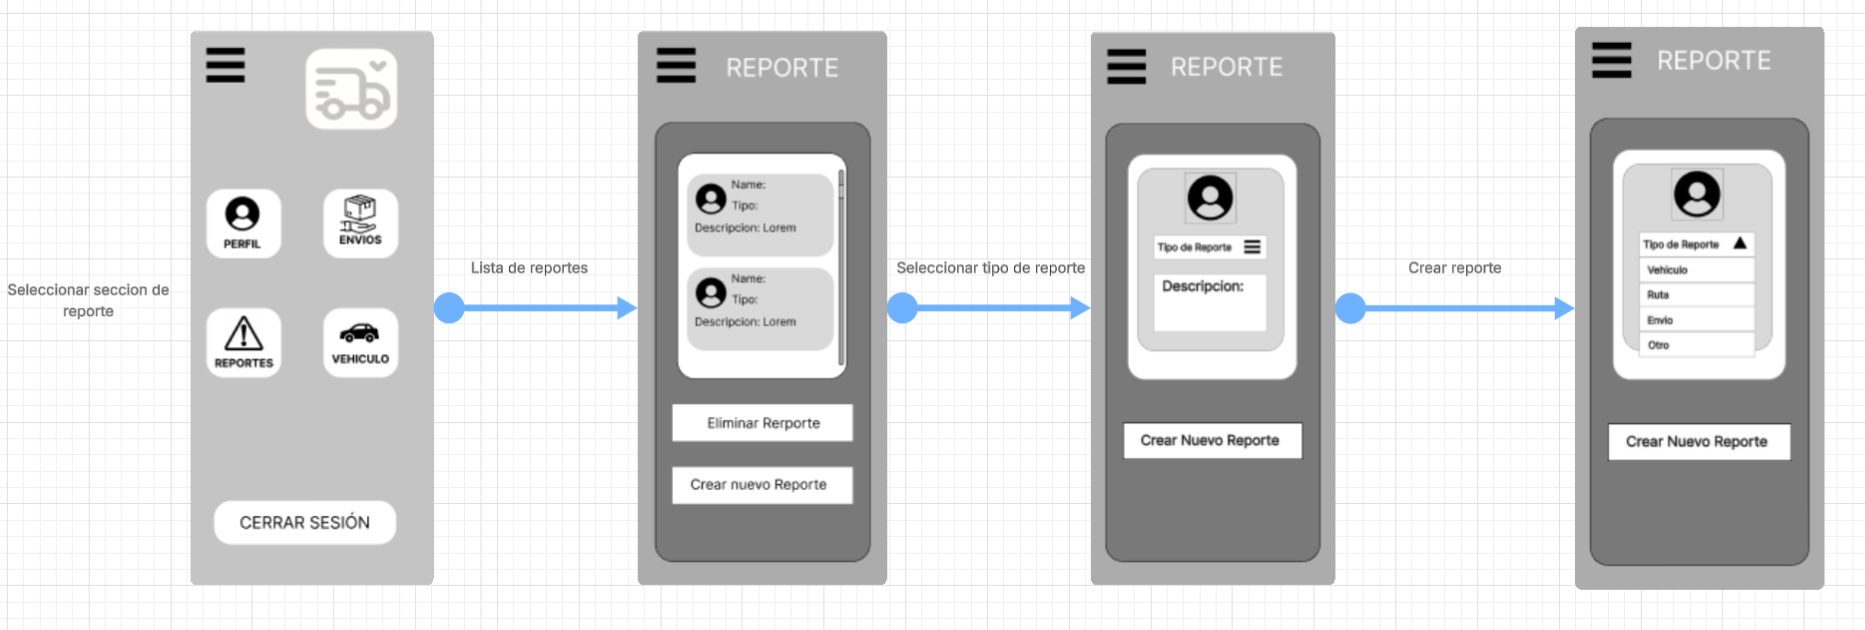 Seleccionar seccion de
reporte
PERFIL
ENVIOS
REPORTES
VEHICULO
CERRAR SESIÓN
Lista de reportes
REPORTE
Name:
Tipo:
Descripcion: Lorem
Name:
Tipo:
Descripcion: Lorem
Eliminar Rerporte
Crear nuevo Reporte
Seleccionar tipo de reporte
REPORTE
Tipo de Reporte
Descripcion:
Crear Nuevo Reporte
Crear reporte
REPORTE
Tipo de Reporte
Vehiculo
Ruta
Envio
Otro
Crear Nuevo Reporte